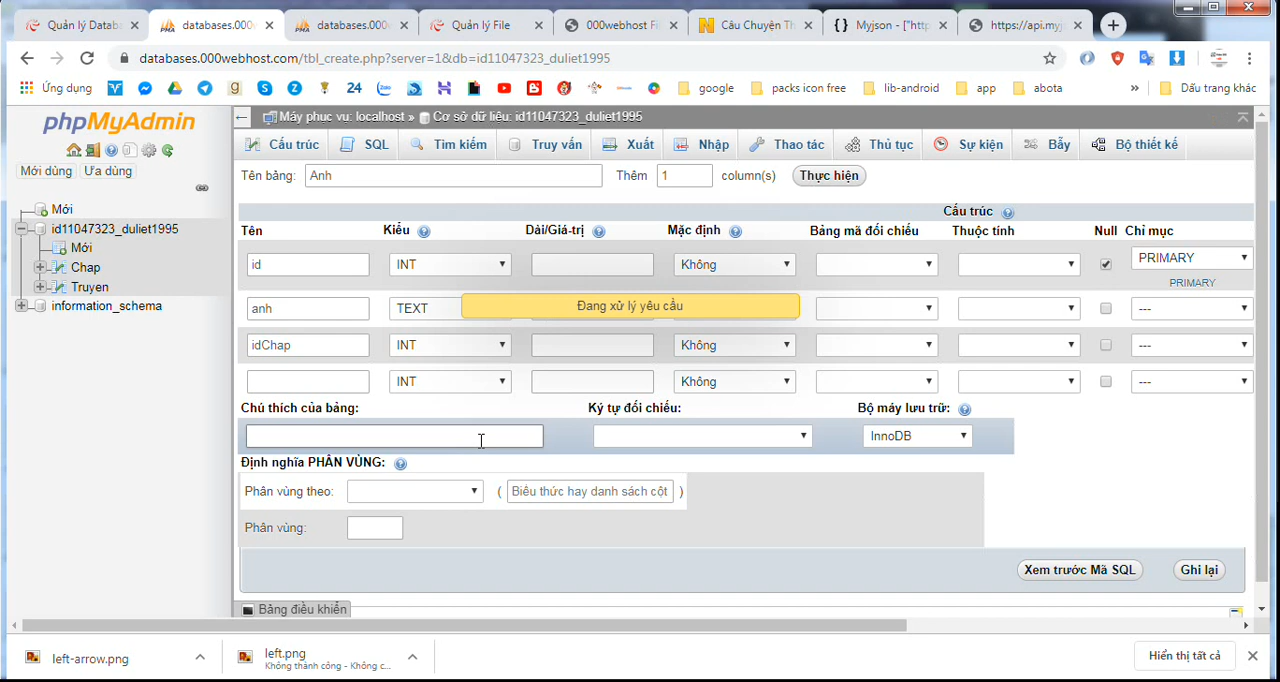 Quản lý Datab
databases.000
databases.000
Quản lý File
000webhost Fi
Câu Chuyện Th
Myjson - ["http
https://api.myj
databases.000webhost.com/tbl_create.php?server=1&db=id11047323_duliet1995
Ứng dụng
24
google
packs icon free
lib-android
app
abota
»
Dấu trang khác
phpMyAdmin
Mới dùng
Ưa dùng
Mới
id11047323_duliet1995
Mới
Chap
Truyen
information_schema
Máy phục vụ: localhost » Cơ sở dữ liệu: id11047323_duliet1995
Cấu trúc
SQL
Tìm kiếm
Truy vấn
Xuất
Nhập
Thao tác
Thủ tục
Sự kiện
Bẫy
Bộ thiết kế
Tên bảng: Anh Thêm 1 column(s) Thực hiện
Cấu trúc
Tên Kiểu Dài/Giá-trị Mặc định Bảng mã đối chiếu Thuộc tính Null Chỉ mục
id INT Không PRIMARY
PRIMARY
anh TEXT ---
Đang xử lý yêu cầu
idChap INT Không ---
INT Không ---
Chú thích của bảng: Ký tự đối chiếu: Bộ máy lưu trữ:
InnoDB
Định nghĩa PHÂN VÙNG:
Phân vùng theo: ( Biểu thức hay danh sách cột )
Phân vùng:
Xem trước Mã SQL Ghi lại
Bảng điều khiển
left-arrow.png
left.png
Không thành công - Không c...
Hiển thị tất cả